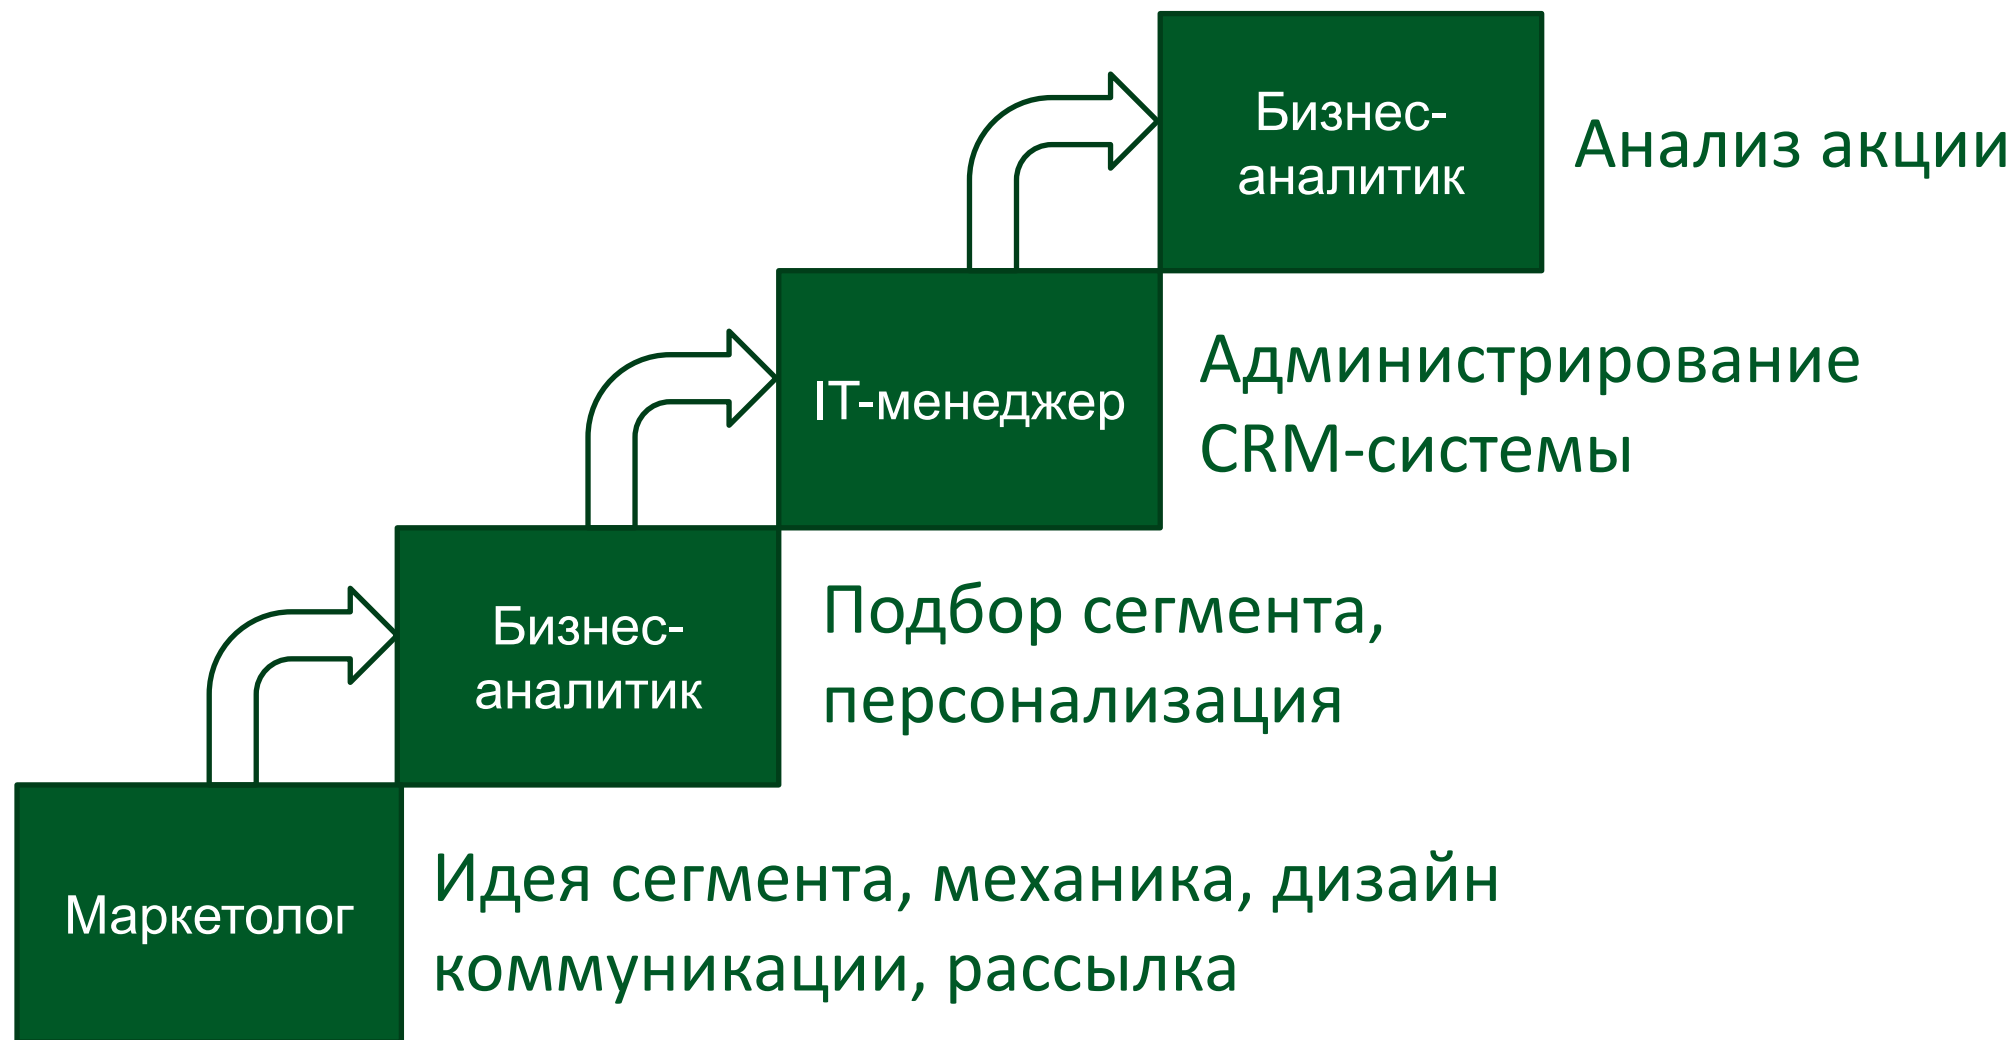 Бизнес-
аналитик
Анализ акции
IT-менеджер
Администрирование
CRM-системы
Бизнес-
аналитик
Подбор сегмента,
персонализация
Маркетолог
Идея сегмента, механика, дизайн
коммуникации, рассылка